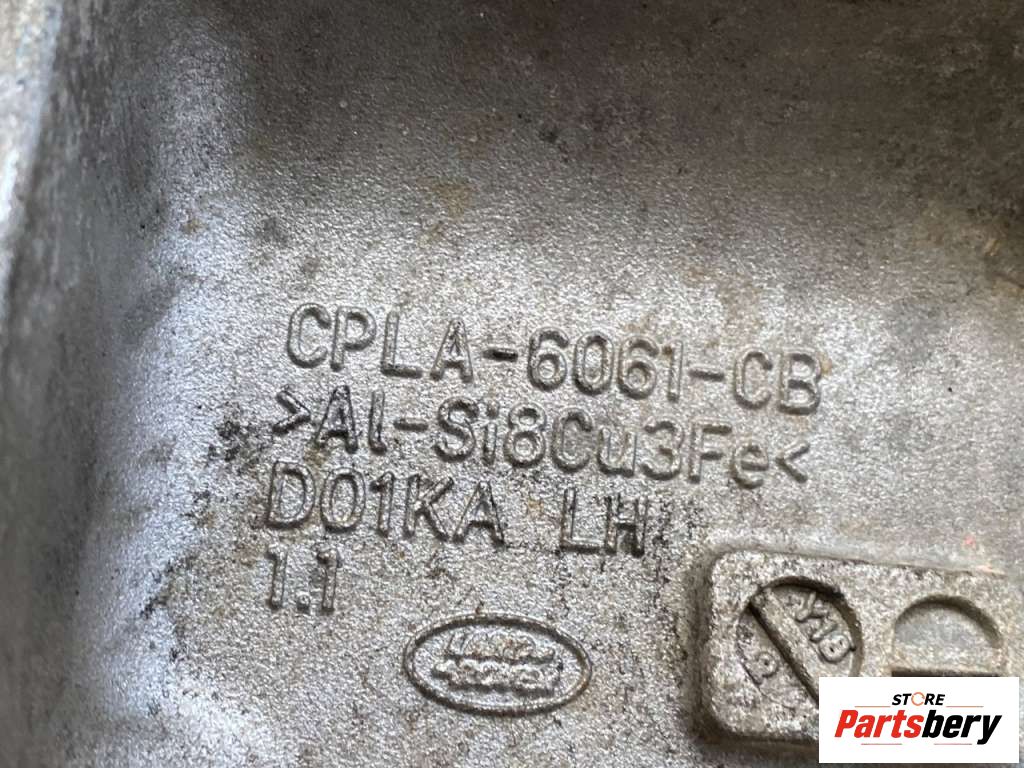 CPLA-6061-CB
>Al-Si8Cu3Fe<
D01KA LH
1.1
LAND
ROVER
STORE
Partsbery